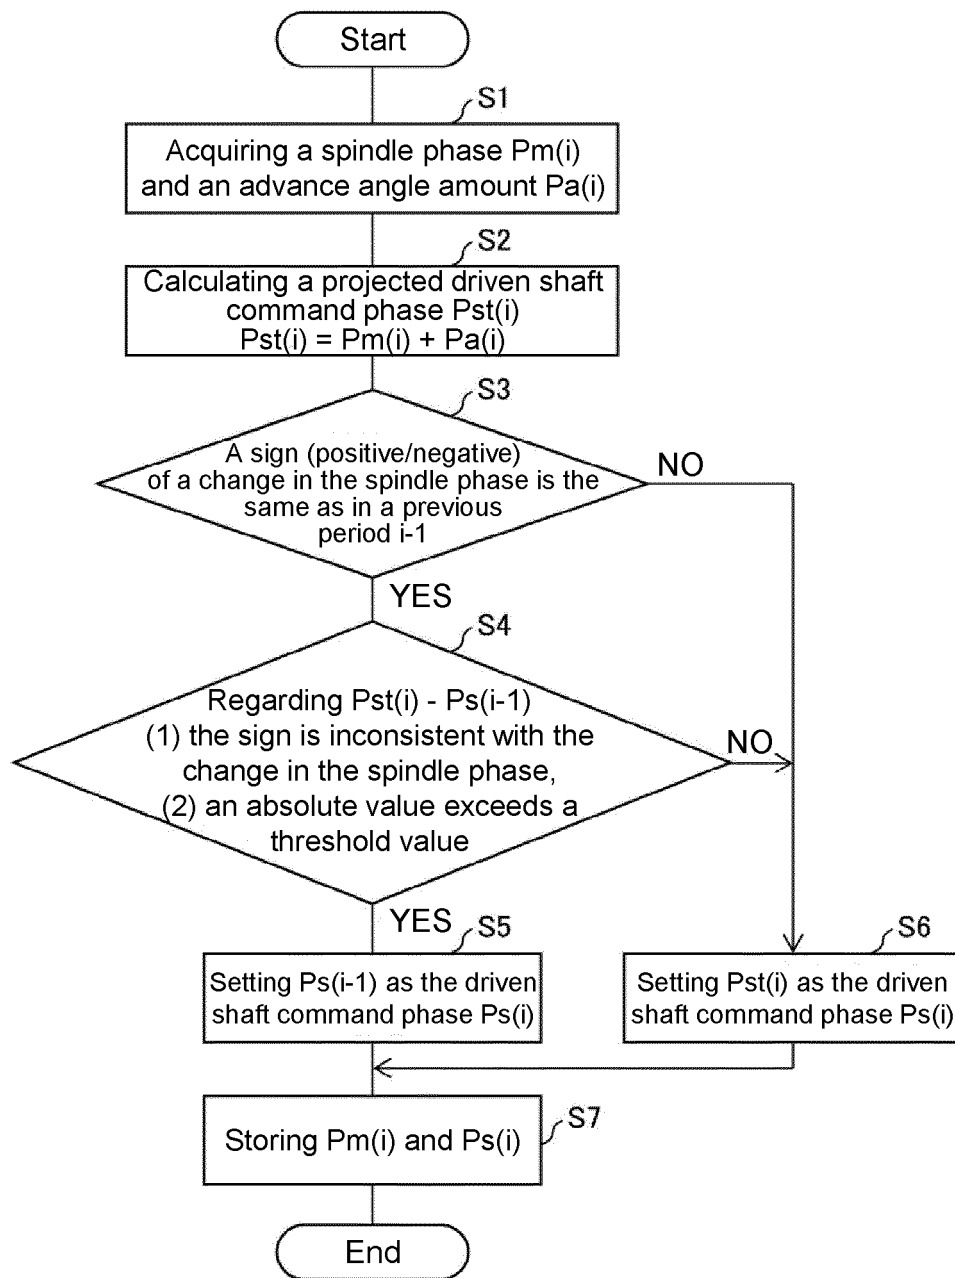 Start
S1
Acquiring a spindle phase Pm(i)
and an advance angle amount Pa(i)
S2
Calculating a projected driven shaft
command phase Pst(i)
Pst(i) = Pm(i) + Pa(i)
S3
A sign (positive/negative)
of a change in the spindle phase is the
same as in a previous
period i-1
NO
YES
S4
Regarding Pst(i) - Ps(i-1)
(1) the sign is inconsistent with the
change in the spindle phase,
(2) an absolute value exceeds a
threshold value
NO
YES
S5
Setting Ps(i-1) as the driven
shaft command phase Ps(i)
S6
Setting Pst(i) as the driven
shaft command phase Ps(i)
S7
Storing Pm(i) and Ps(i)
End